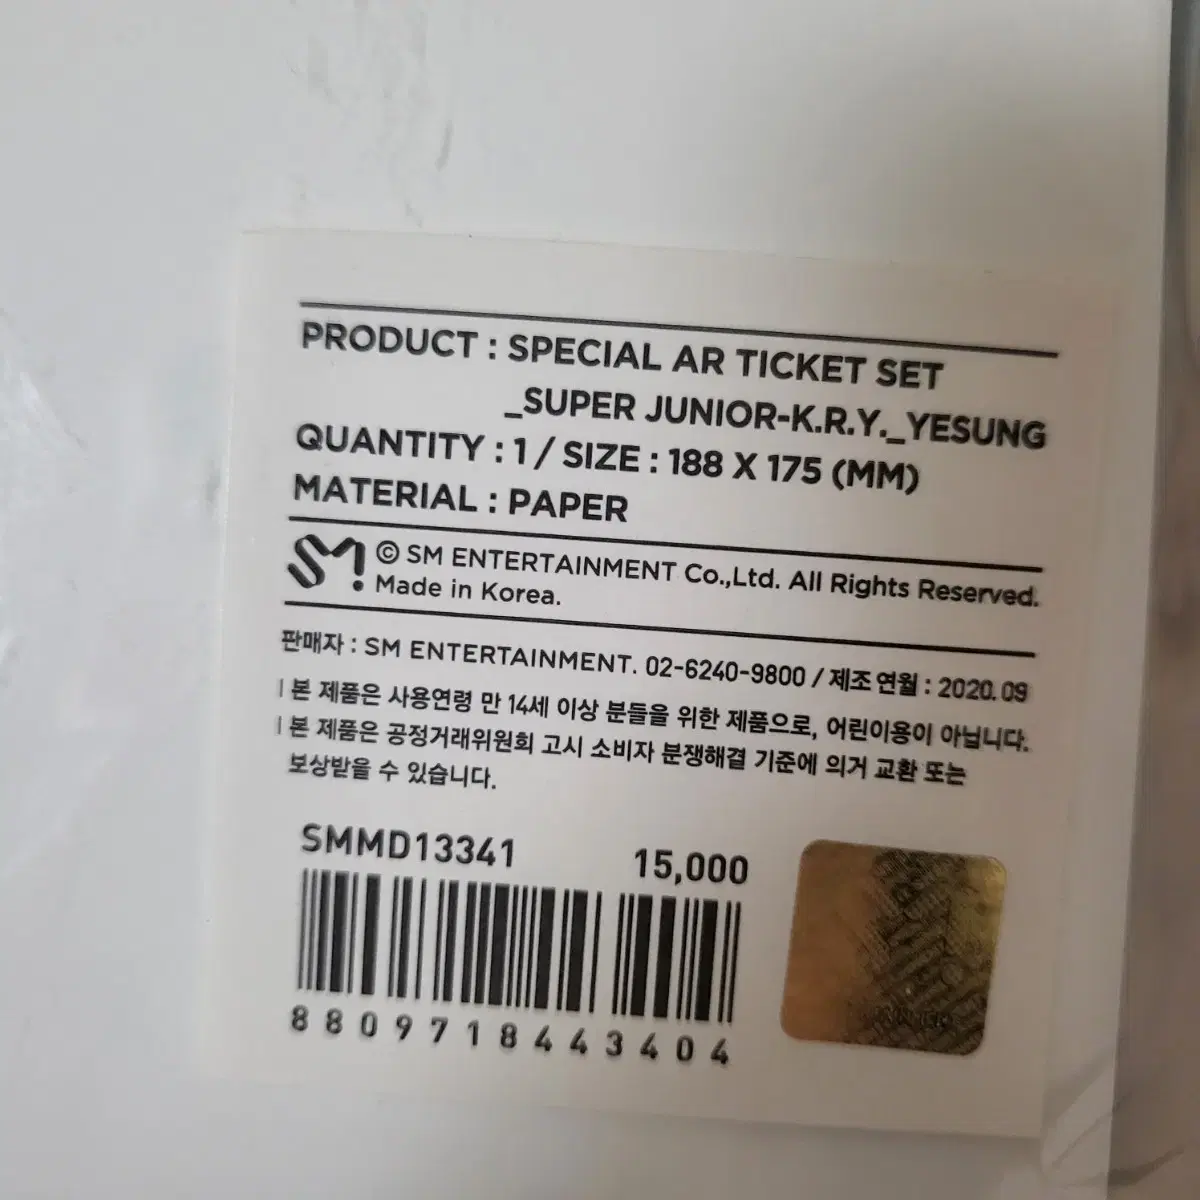 PRODUCT : SPECIAL AR TICKET SET
_SUPER JUNIOR-K.R.Y._YESUNG
QUANTITY : 1 / SIZE : 188 X 175 (MM)
MATERIAL : PAPER
SM © SM ENTERTAINMENT Co.,Ltd. All Rights Reserved.
Made in Korea.
판매자 : SM ENTERTAINMENT. 02-6240-9800 / 제조 연월 : 2020. 09
| 본 제품은 사용연령 만 14세 이상 분들을 위한 제품으로, 어린이용이 아닙니다.
| 본 제품은 공정거래위원회 고시 소비자 분쟁해결 기준에 의거 교환 또는
보상받을 수 있습니다.
SMMD13341 15,000
8809718443404